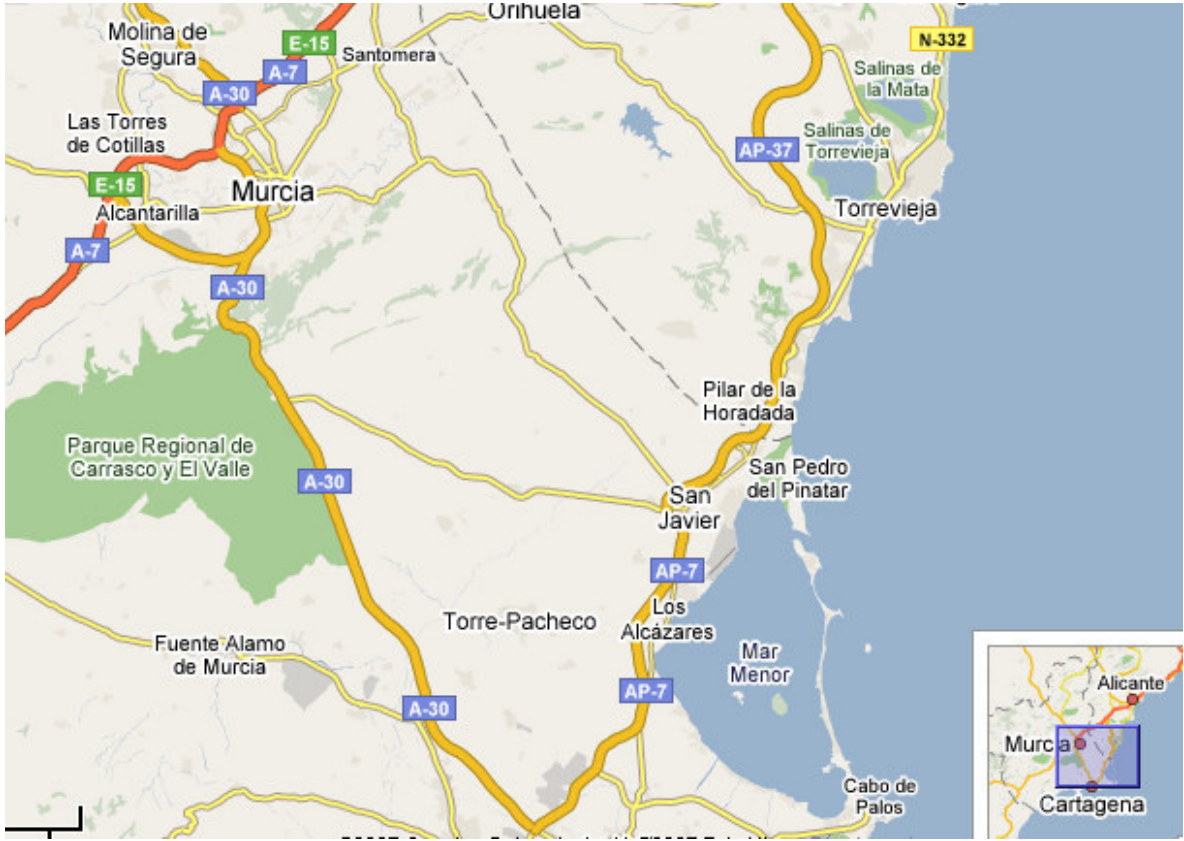 Orihuela
Molina de
Segura
E-15
N-332
Santomera
A-7
A-30
Salinas de
la Mata
Las Torres
de Cotillas
Salinas de
Torrevieja
AP-37
E-15
Murcia
Alcantarilla
Torrevieja
A-7
A-30
Pilar de la
Horadada
Parque Regional de
Carrasco y El Valle
San Pedro
del Pinatar
A-30
San
Javier
AP-7
Los
Alcázares
Torre-Pacheco
Fuente Alamo
de Murcia
Mar
Menor
AP-7
A-30
Alicante
Murcia
Cartagena
Cabo de
Palos